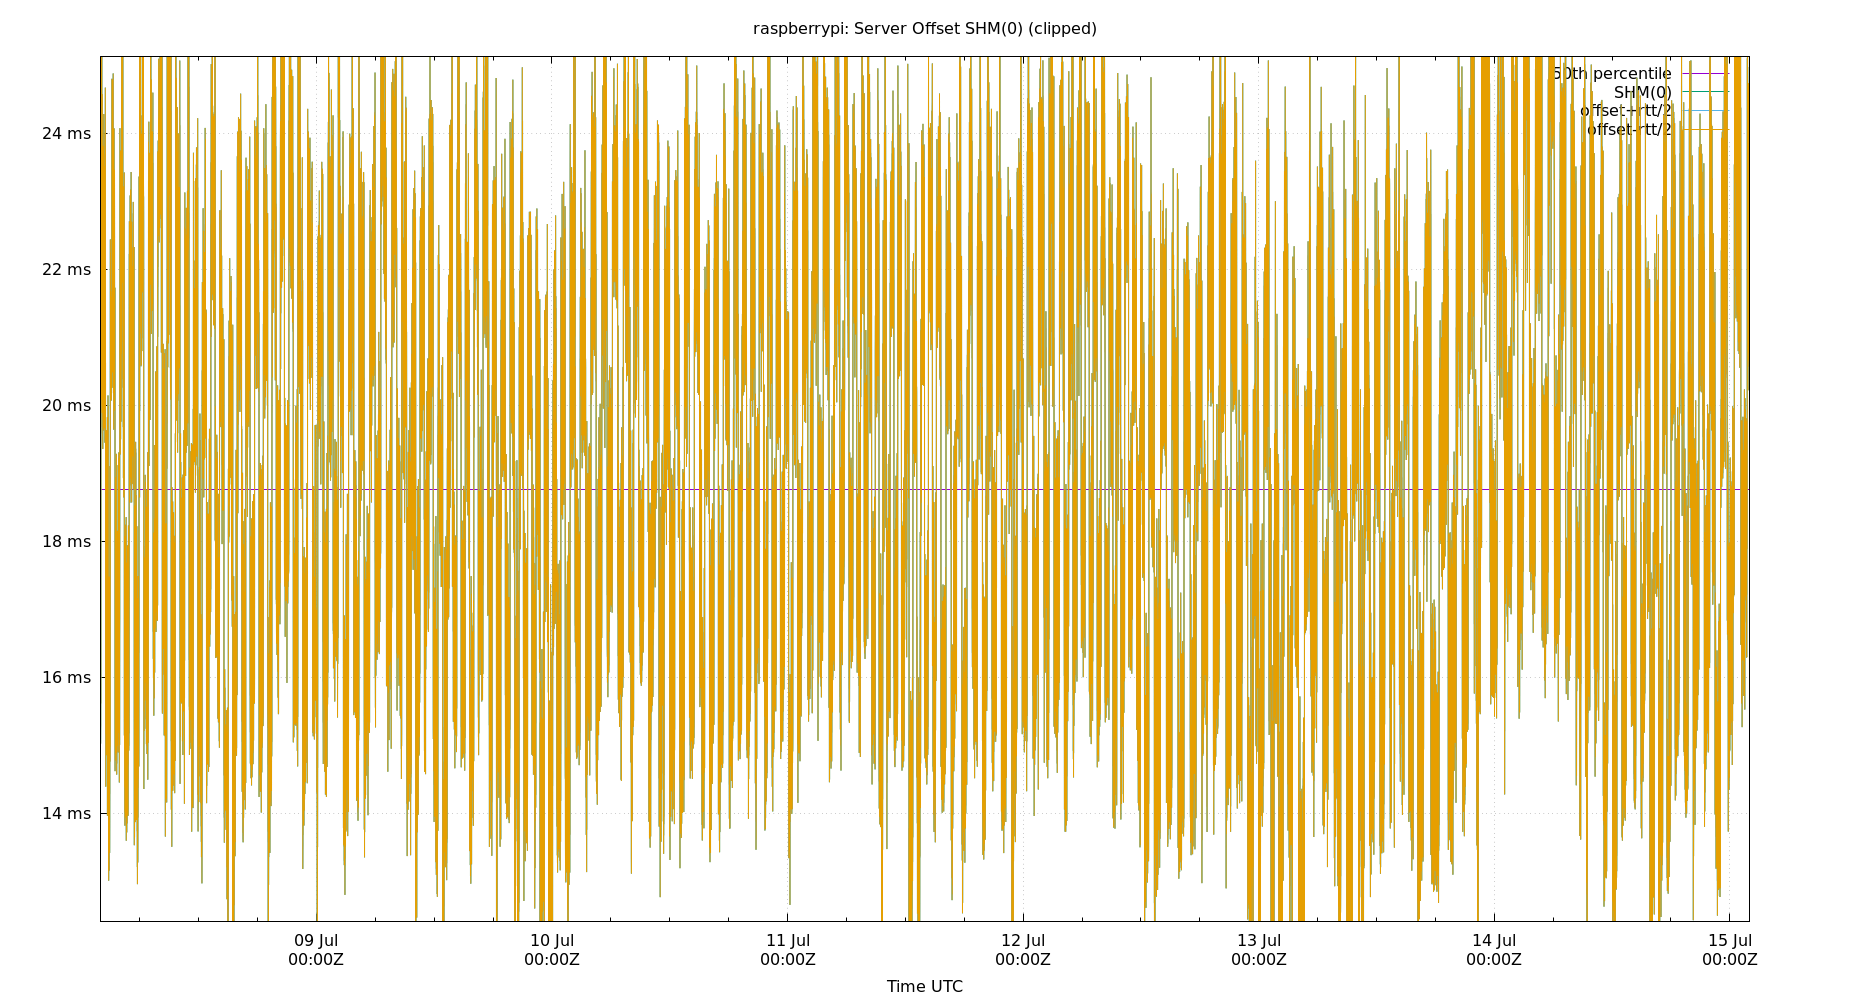 raspberrypi: Server Offset SHM(0) (clipped)
50th percentile
SHM(0)
offset+rtt/2
offset-rtt/2
24 ms
22 ms
20 ms
18 ms
16 ms
14 ms
09 Jul 10 Jul 11 Jul 12 Jul 13 Jul 14 Jul 15 Jul
00:00Z 00:00Z 00:00Z 00:00Z 00:00Z 00:00Z 00:00Z
Time UTC